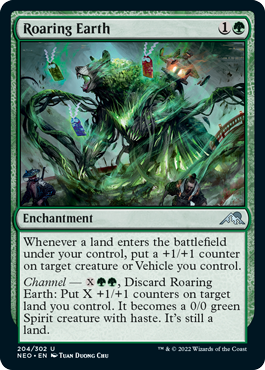 Roaring Earth 1
Enchantment
Whenever a land enters the battlefield
under your control, put a +1/+1 counter
on target creature or Vehicle you control.
Channel — X, Discard Roaring
Earth: Put X +1/+1 counters on target
land you control. It becomes a 0/0 green
Spirit creature with haste. It's still a
land.
204/302 U
NEO • EN Tuan Duong Chu
™ & © 2022 Wizards of the Coast